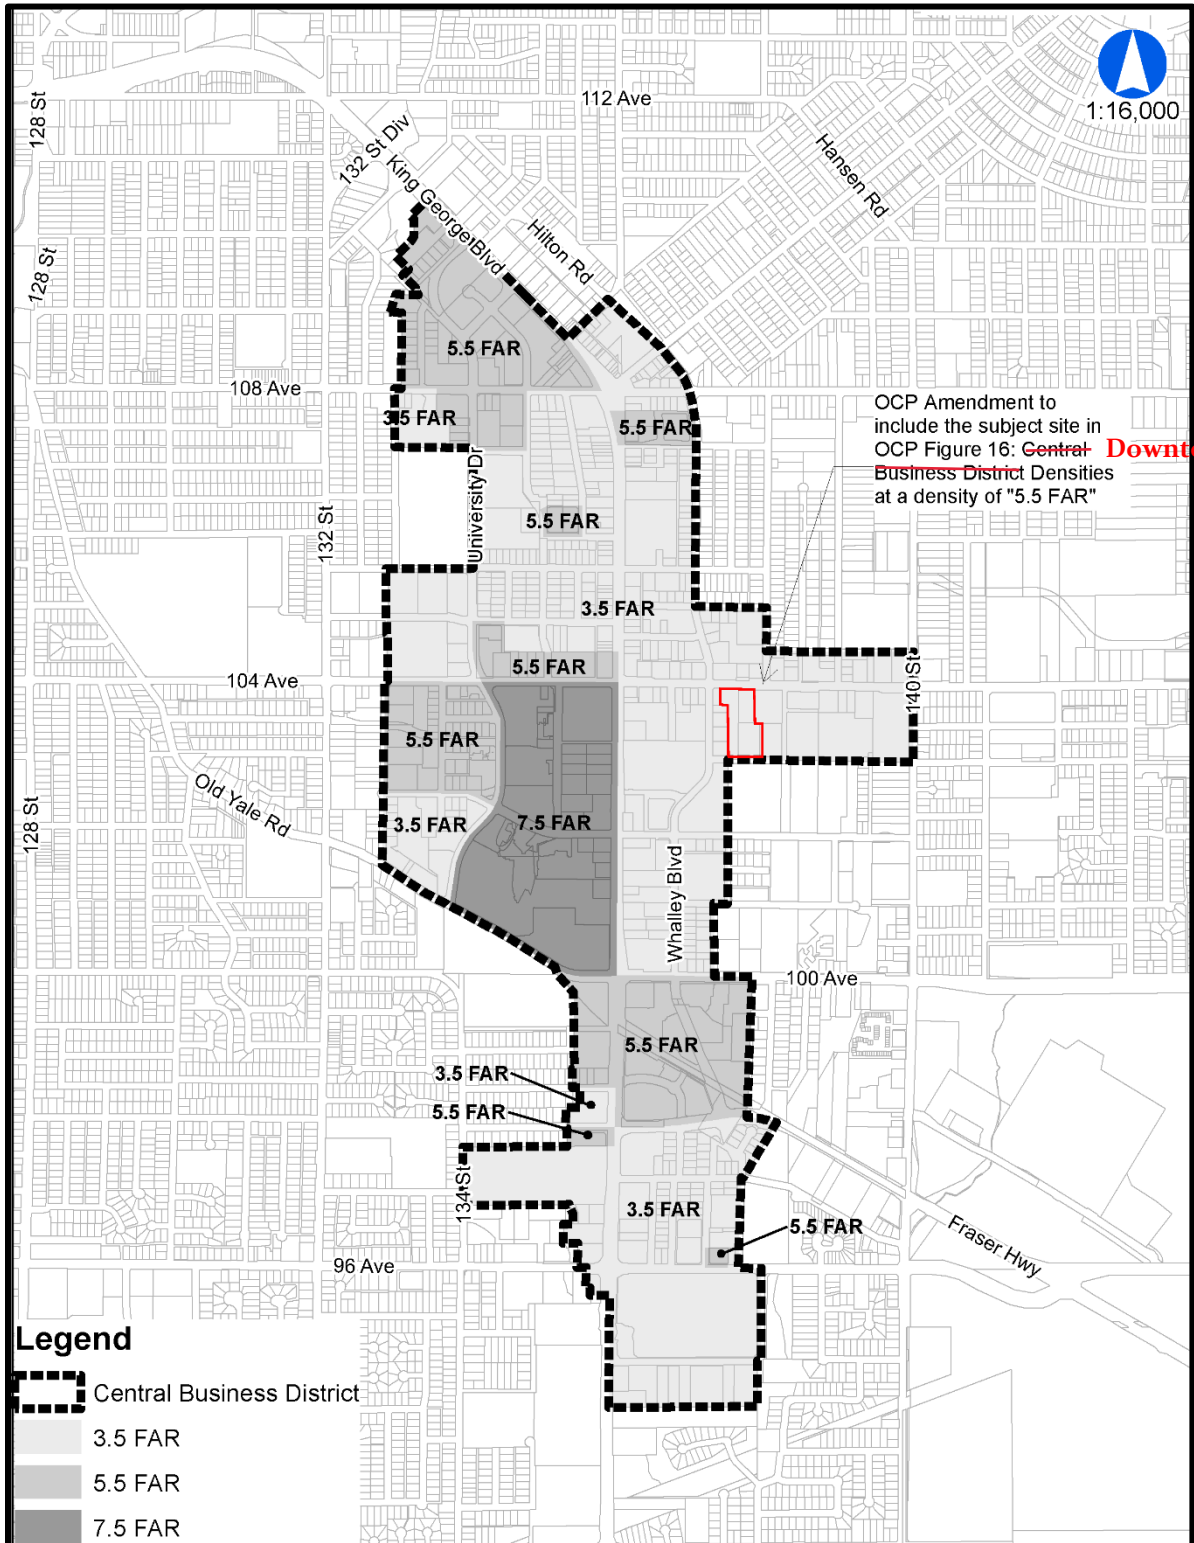 1:16,000
112 Ave
128 St
132 St Div
King George Blvd
Hansen Rd
Hilton Rd
128 St
5.5 FAR
108 Ave
3.5 FAR
5.5 FAR
OCP Amendment to
include the subject site in
OCP Figure 16: Central Downto
Business District Densities
at a density of "5.5 FAR"
University Dr
5.5 FAR
132 St
3.5 FAR
5.5 FAR
104 Ave
140 St
5.5 FAR
Old Yale Rd
128 St
3.5 FAR
7.5 FAR
Whalley Blvd
100 Ave
5.5 FAR
3.5 FAR
5.5 FAR
134 St
3.5 FAR
5.5 FAR
Fraser Hwy
96 Ave
Legend
Central Business District
3.5 FAR
5.5 FAR
7.5 FAR